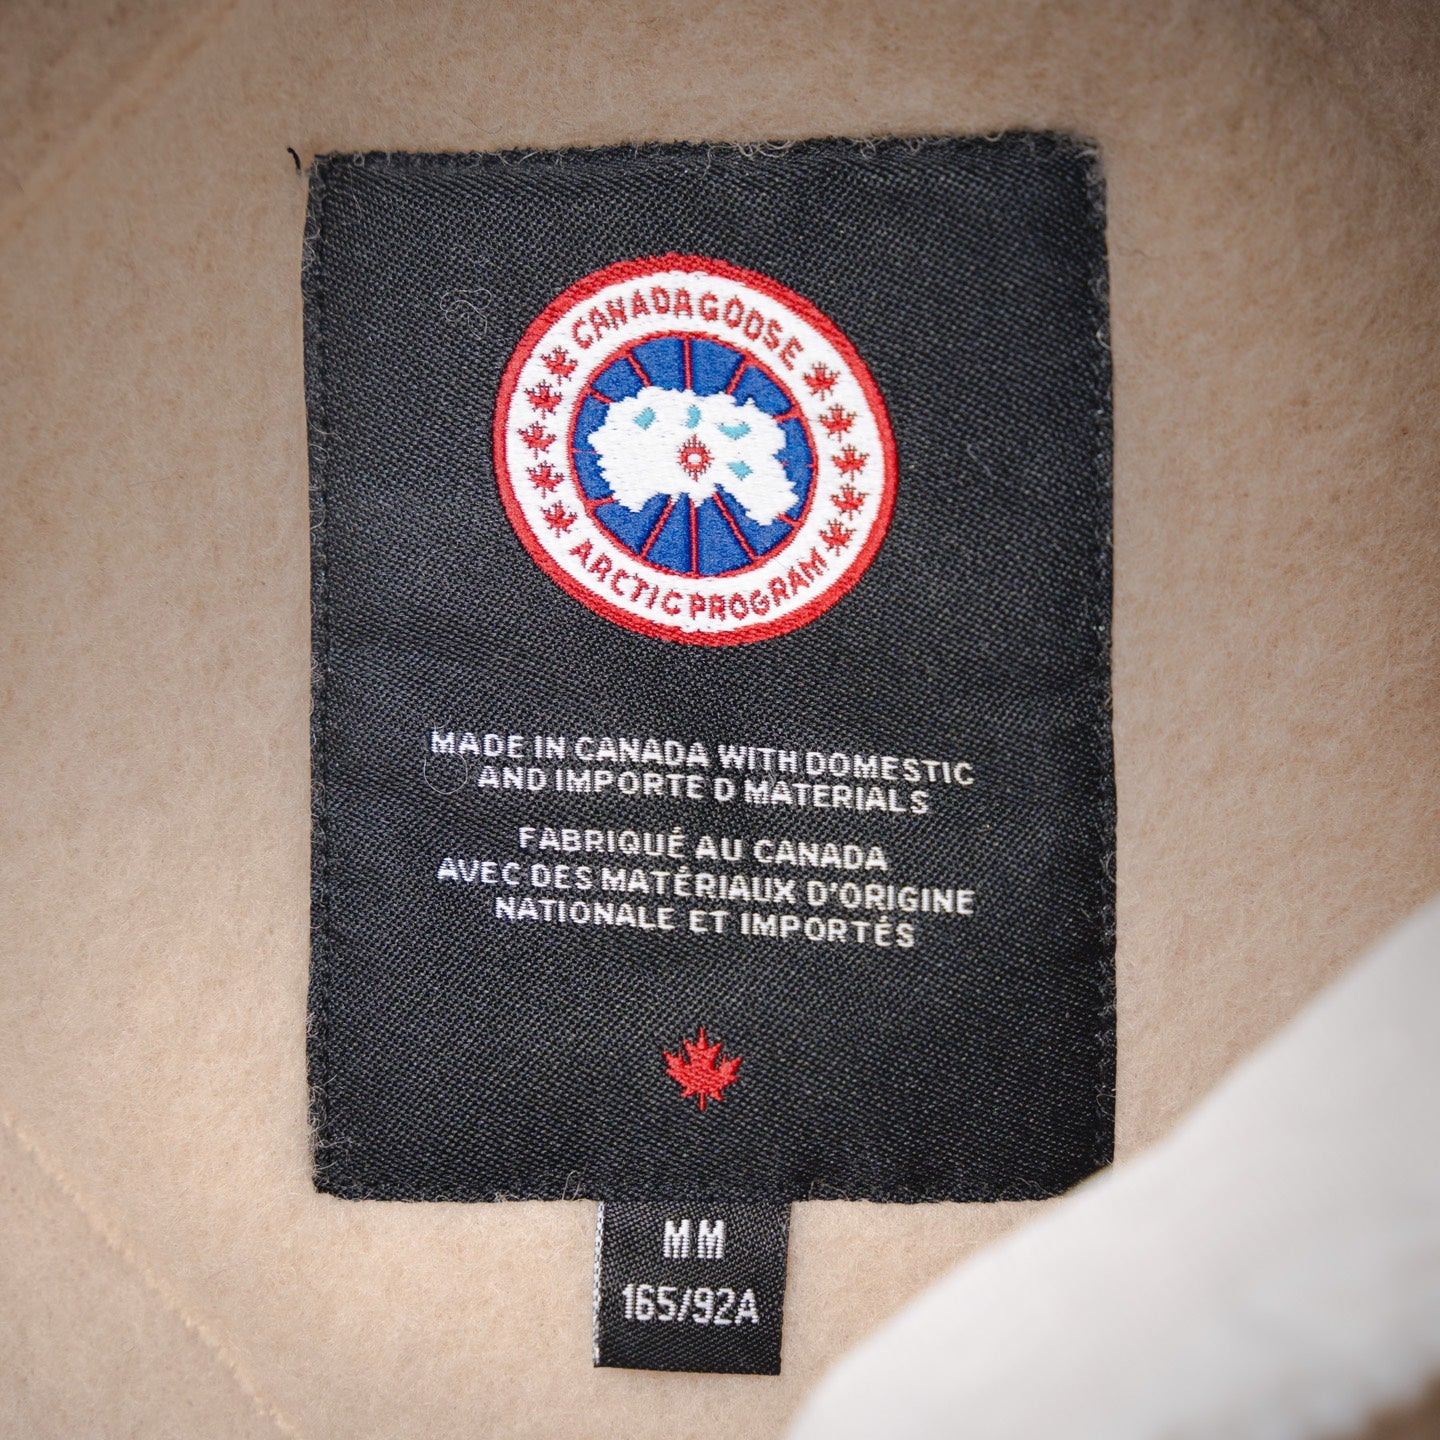 CANADA GOOSE
ARCTIC PROGRAM
MADE IN CANADA WITH DOMESTIC
AND IMPORTED MATERIALS
FABRIQUÉ AU CANADA
AVEC DES MATÉRIAUX D'ORIGINE
NATIONALE ET IMPORTÉS
MM
165/92A